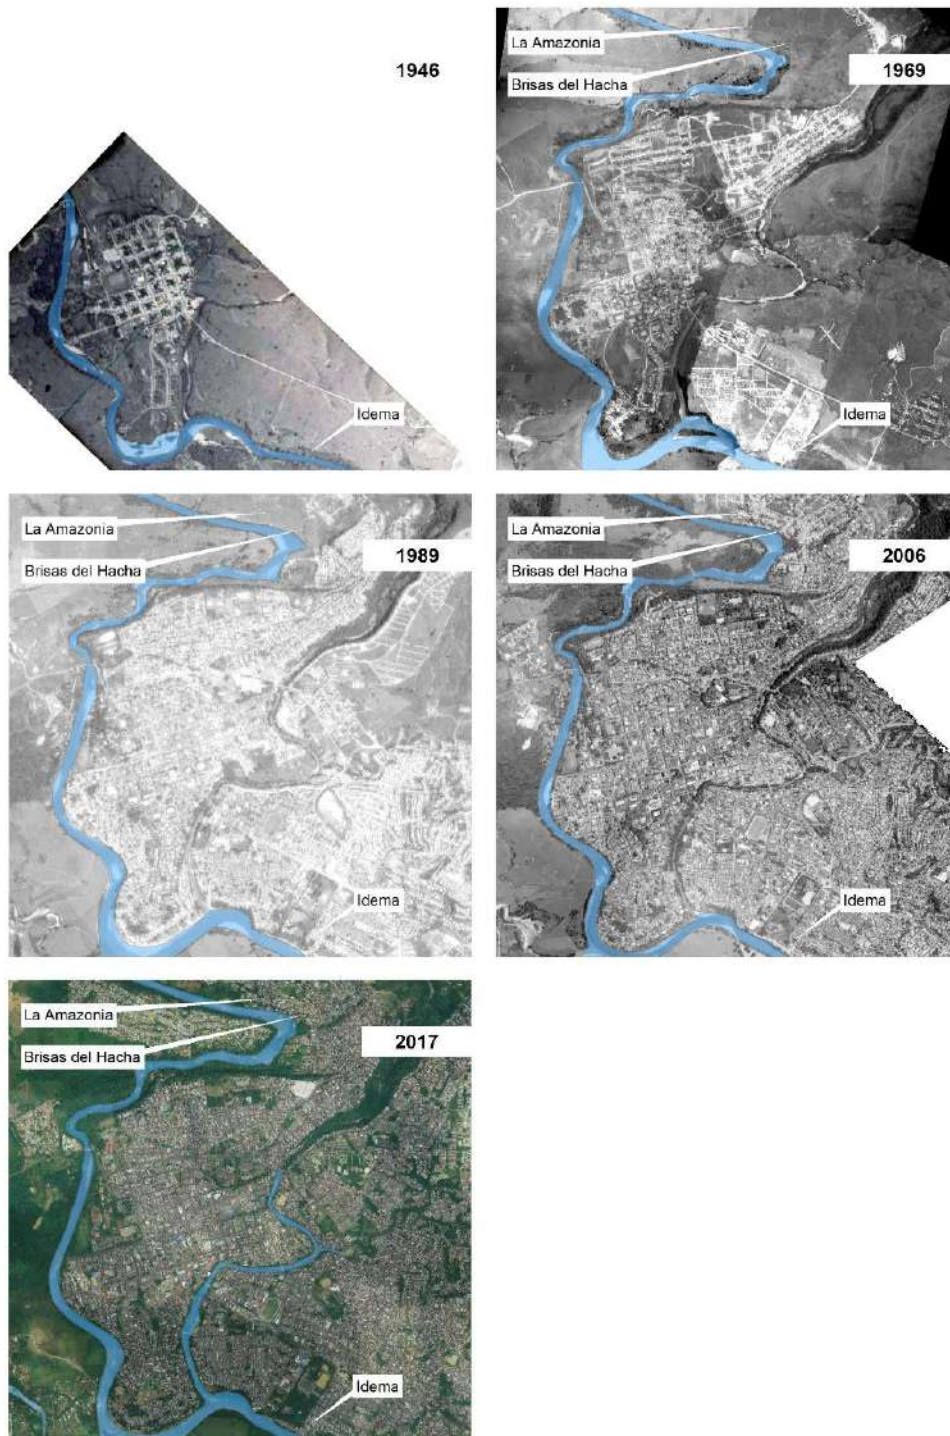 1946
Idema
La Amazonia
1969
Brisas del Hacha
Idema
La Amazonia
1989
Brisas del Hacha
Idema
La Amazonia
2006
Brisas del Hacha
Idema
La Amazonia
2017
Brisas del Hacha
Idema